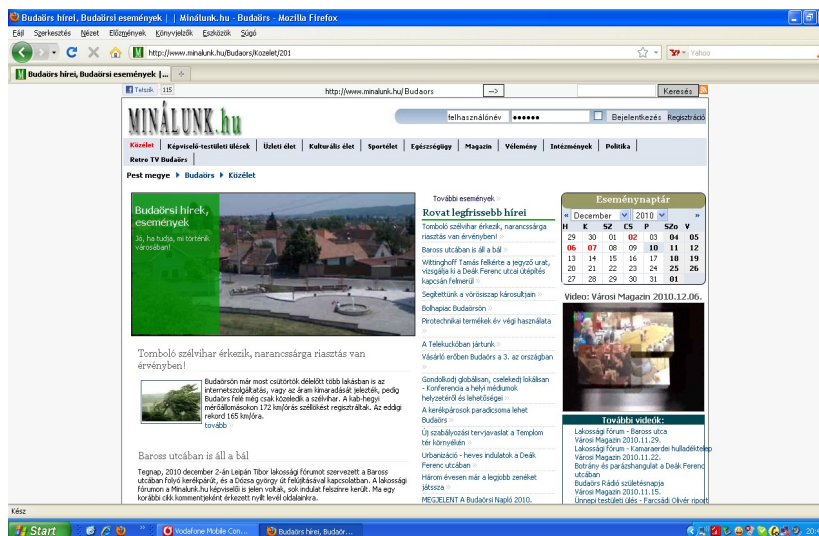 Budaörs hírei, Budaörsi események | | Minálunk.hu - Budaörs - Mozilla Firefox
Fájl Szerkesztés Nézet Előzmények Könyvjelzők Eszközök Súgó
http://www.minalunk.hu/Budaors/Kozelet/201
Yahoo
Budaörs hírei, Budaörsi események |...
Tetszik 115
http://www.minalunk.hu/ Budaors
-->
Keresés
MINÁLUNK.hu
felhasználónév
Bejelentkezés Regisztráció
Közélet Képviselő-testületi ülések Üzleti élet Kulturális élet Sportélet Egészségügy Magazin Vélemény Intézmények Politika
Retro TV Budaörs
Pest megye Budaörs Közélet
Budaörsi hírek,
események
Jó, ha tudja, mi történik
városában!
Tomboló szélvihar érkezik, narancssárga riasztás van
érvényben!
Budaörsön már most csütörtök délelőtt több lakásban is az
internetszolgáltatás, vagy az áram kimaradását jelezték, pedig
Budaörs felé még csak közeledik a szélvihar. A kab-hegyi
mérőállomásokon 172 km/órás széllökést regisztráltak. Az eddigi
rekord 165 km/óra.
tovább »
Baross utcában is áll a bál
Tegnap, 2010 december 2-án Leipán Tibor lakossági fórumot szervezett a Baross
utcában folyó kerékpárút, és a Dózsa györgy út felújításával kapcsolatban. A lakossági
fórumon a Minalunk.hu képviselői is jelen voltak, sok indulat felszínre került. Ma egy
korábbi cikk kommentjeként érkezett nyílt levél oldalainkra.
További események »
Rovat legfrissebb hírei
Tomboló szélvihar érkezik, narancssárga
riasztás van érvényben! »
Baross utcában is áll a bál »
Wittinghoff Tamás felkérte a jegyző urat,
vizsgálja ki a Deák Ferenc utcai útépítés
kapcsán felmerül »
Segítettünk a vörösiszap károsultjain »
Bolhapiac Budaörsön »
Pirotechnikai termékek év végi használata
»
A Telekuckóban jártunk »
Vásárló erőben Budaörs a 3. az országban
»
Gondolkodj globálisan, cselekedj lokálisan
- Konferencia a helyi médiumok
helyzetéről és lehetőségei »
A kerékpárosok paradicsoma lehet
Budaörs »
Új szabályozási tervjavaslat a Templom
tér környékén »
Urbanizáció - heves indulatok a Deák
Ferenc utcában »
Három évesen már a legjobb zenéket
játssza »
MEGJELENT A Budaörsi Napló 2010.
Eseménynaptár
« December 2010 »
H K SZ CS P SZo V
29 30 01 02 03 04 05
06 07 08 09 10 11 12
13 14 15 16 17 18 19
20 21 22 23 24 25 26
27 28 29 30 31 01
Video: Városi Magazin 2010.12.06.
További videók:
Lakossági fórum - Baross utca
Városi Magazin 2010.11.29.
Lakossági fórum - Kamaraerdei hulladéktelep
Városi Magazin 2010.11.22.
Botrány és parázshangulat a Deák Ferenc
utcában
Budaörs Rádió születésnapja
Városi Magazin 2010.11.15.
Ünnepi testületi ülés - Farcsádi Olivér riport
Kész
Start
Vodafone Mobile Con...
Budaörs hírei, Budaör...